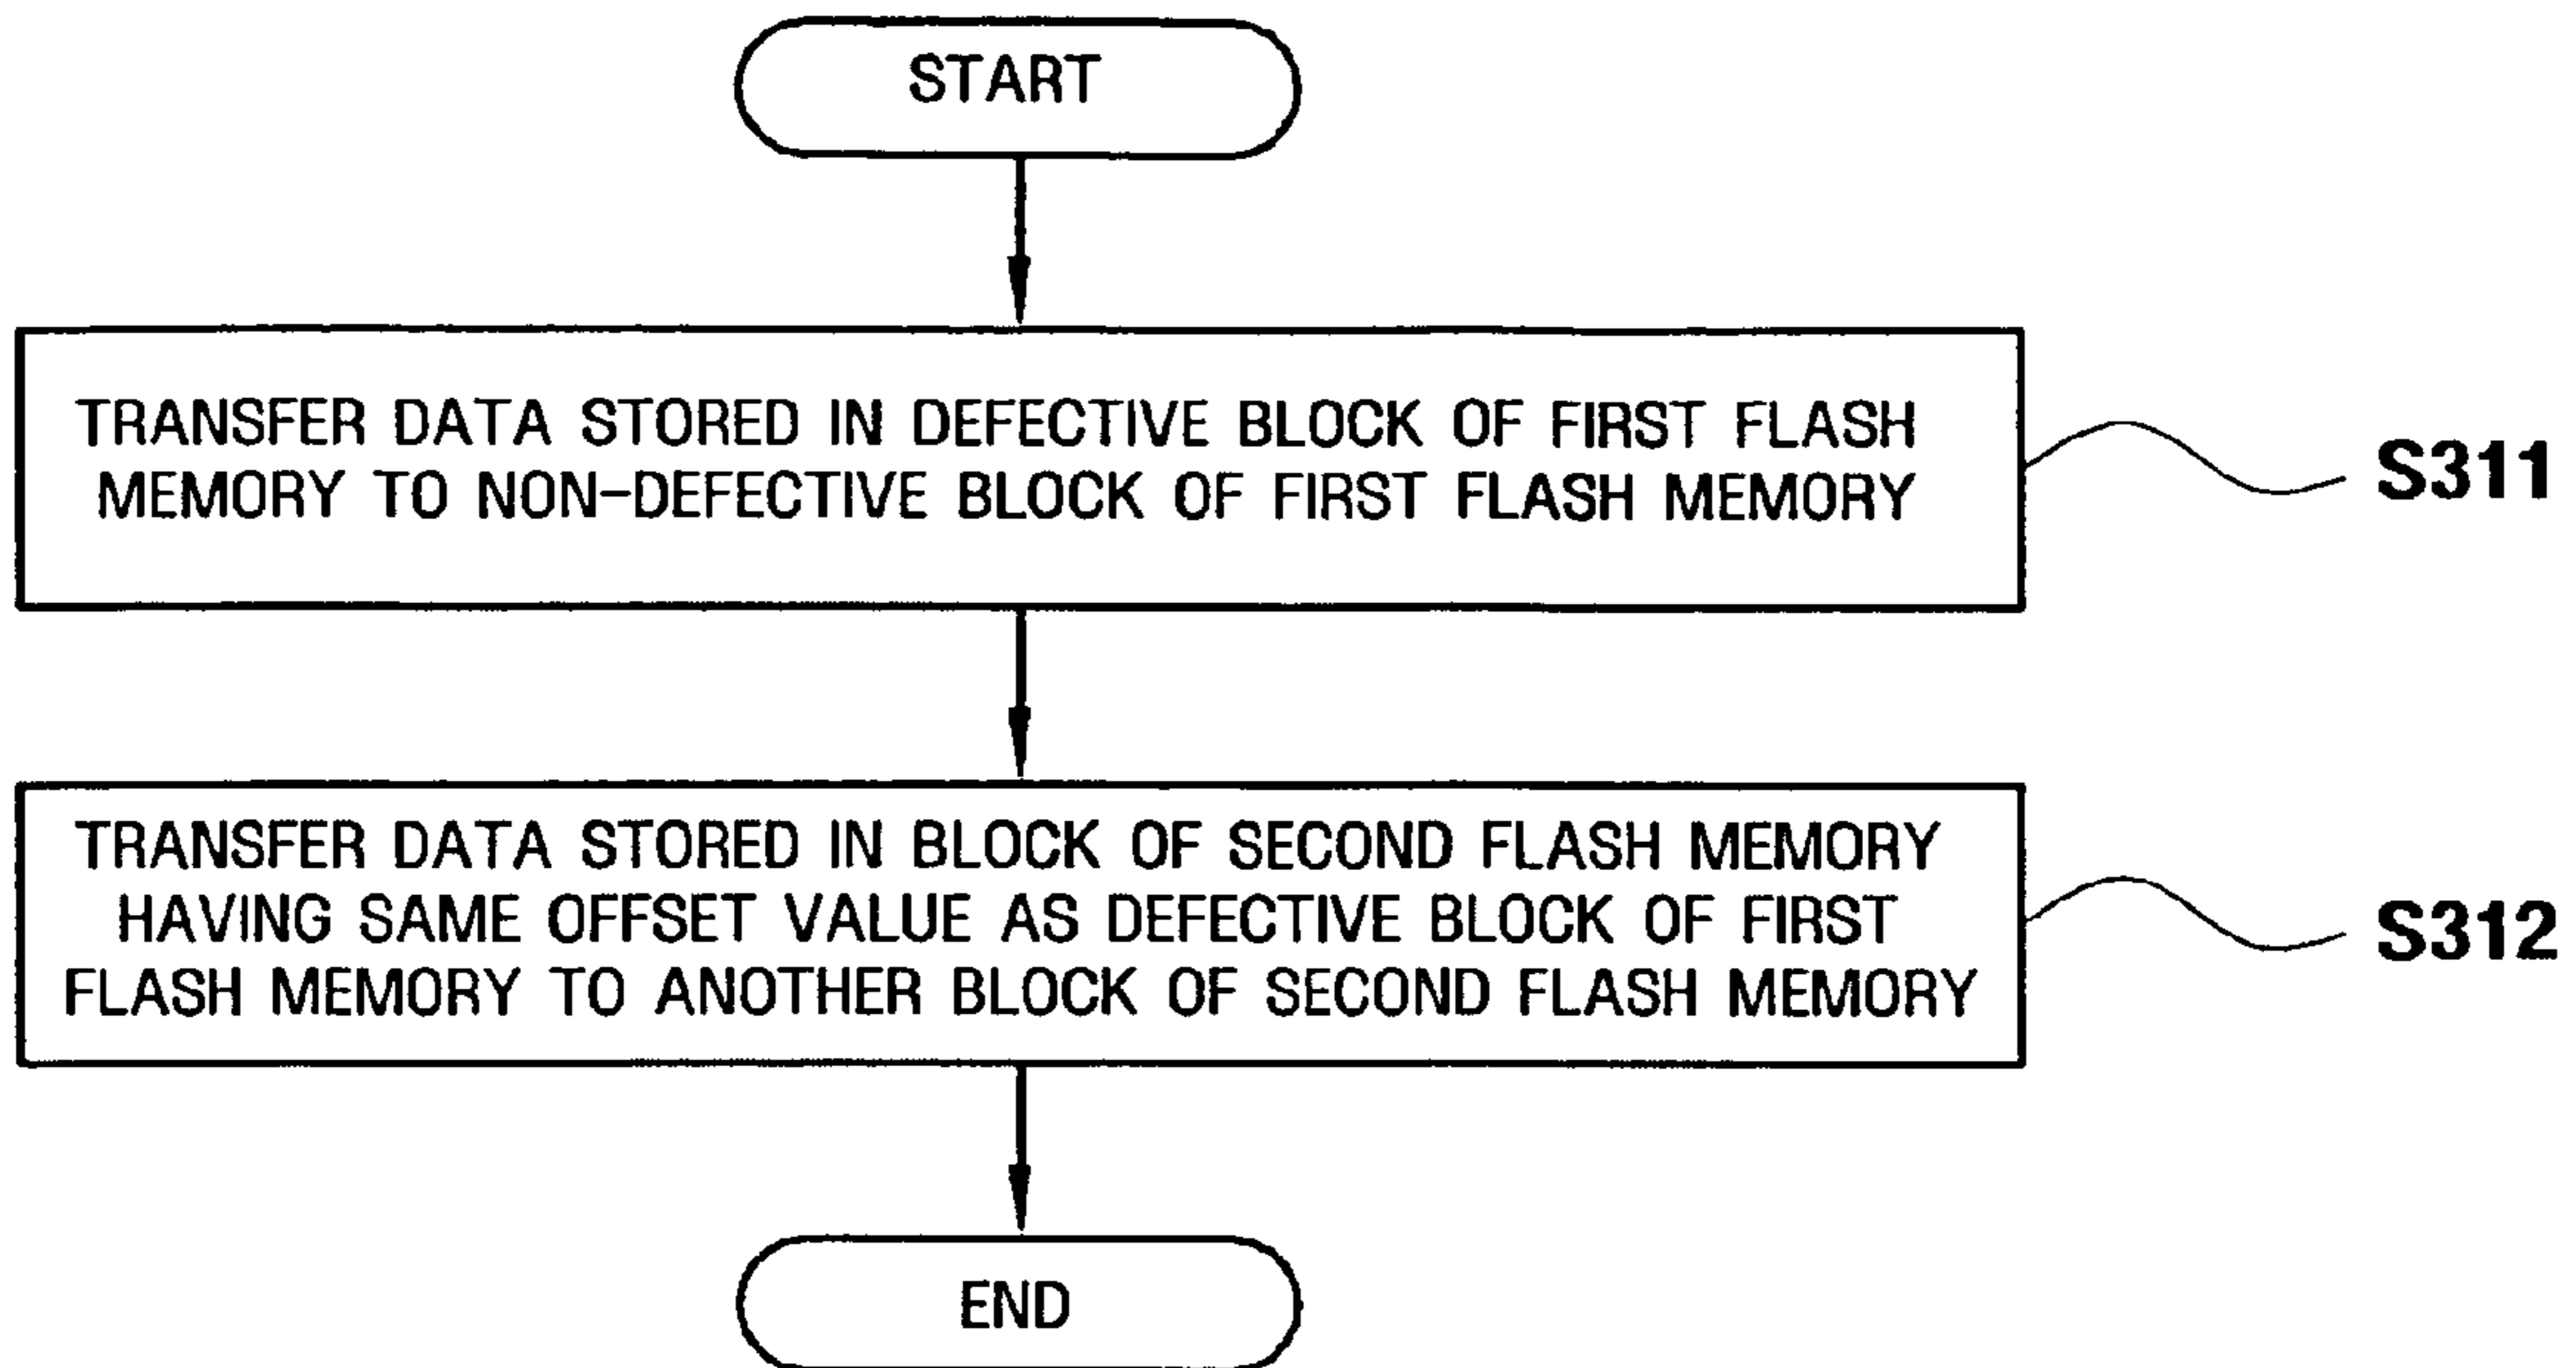 START
TRANSFER DATA STORED IN DEFECTIVE BLOCK OF FIRST FLASH
MEMORY TO NON-DEFECTIVE BLOCK OF FIRST FLASH MEMORY
S311
TRANSFER DATA STORED IN BLOCK OF SECOND FLASH MEMORY
HAVING SAME OFFSET VALUE AS DEFECTIVE BLOCK OF FIRST
FLASH MEMORY TO ANOTHER BLOCK OF SECOND FLASH MEMORY
S312
END